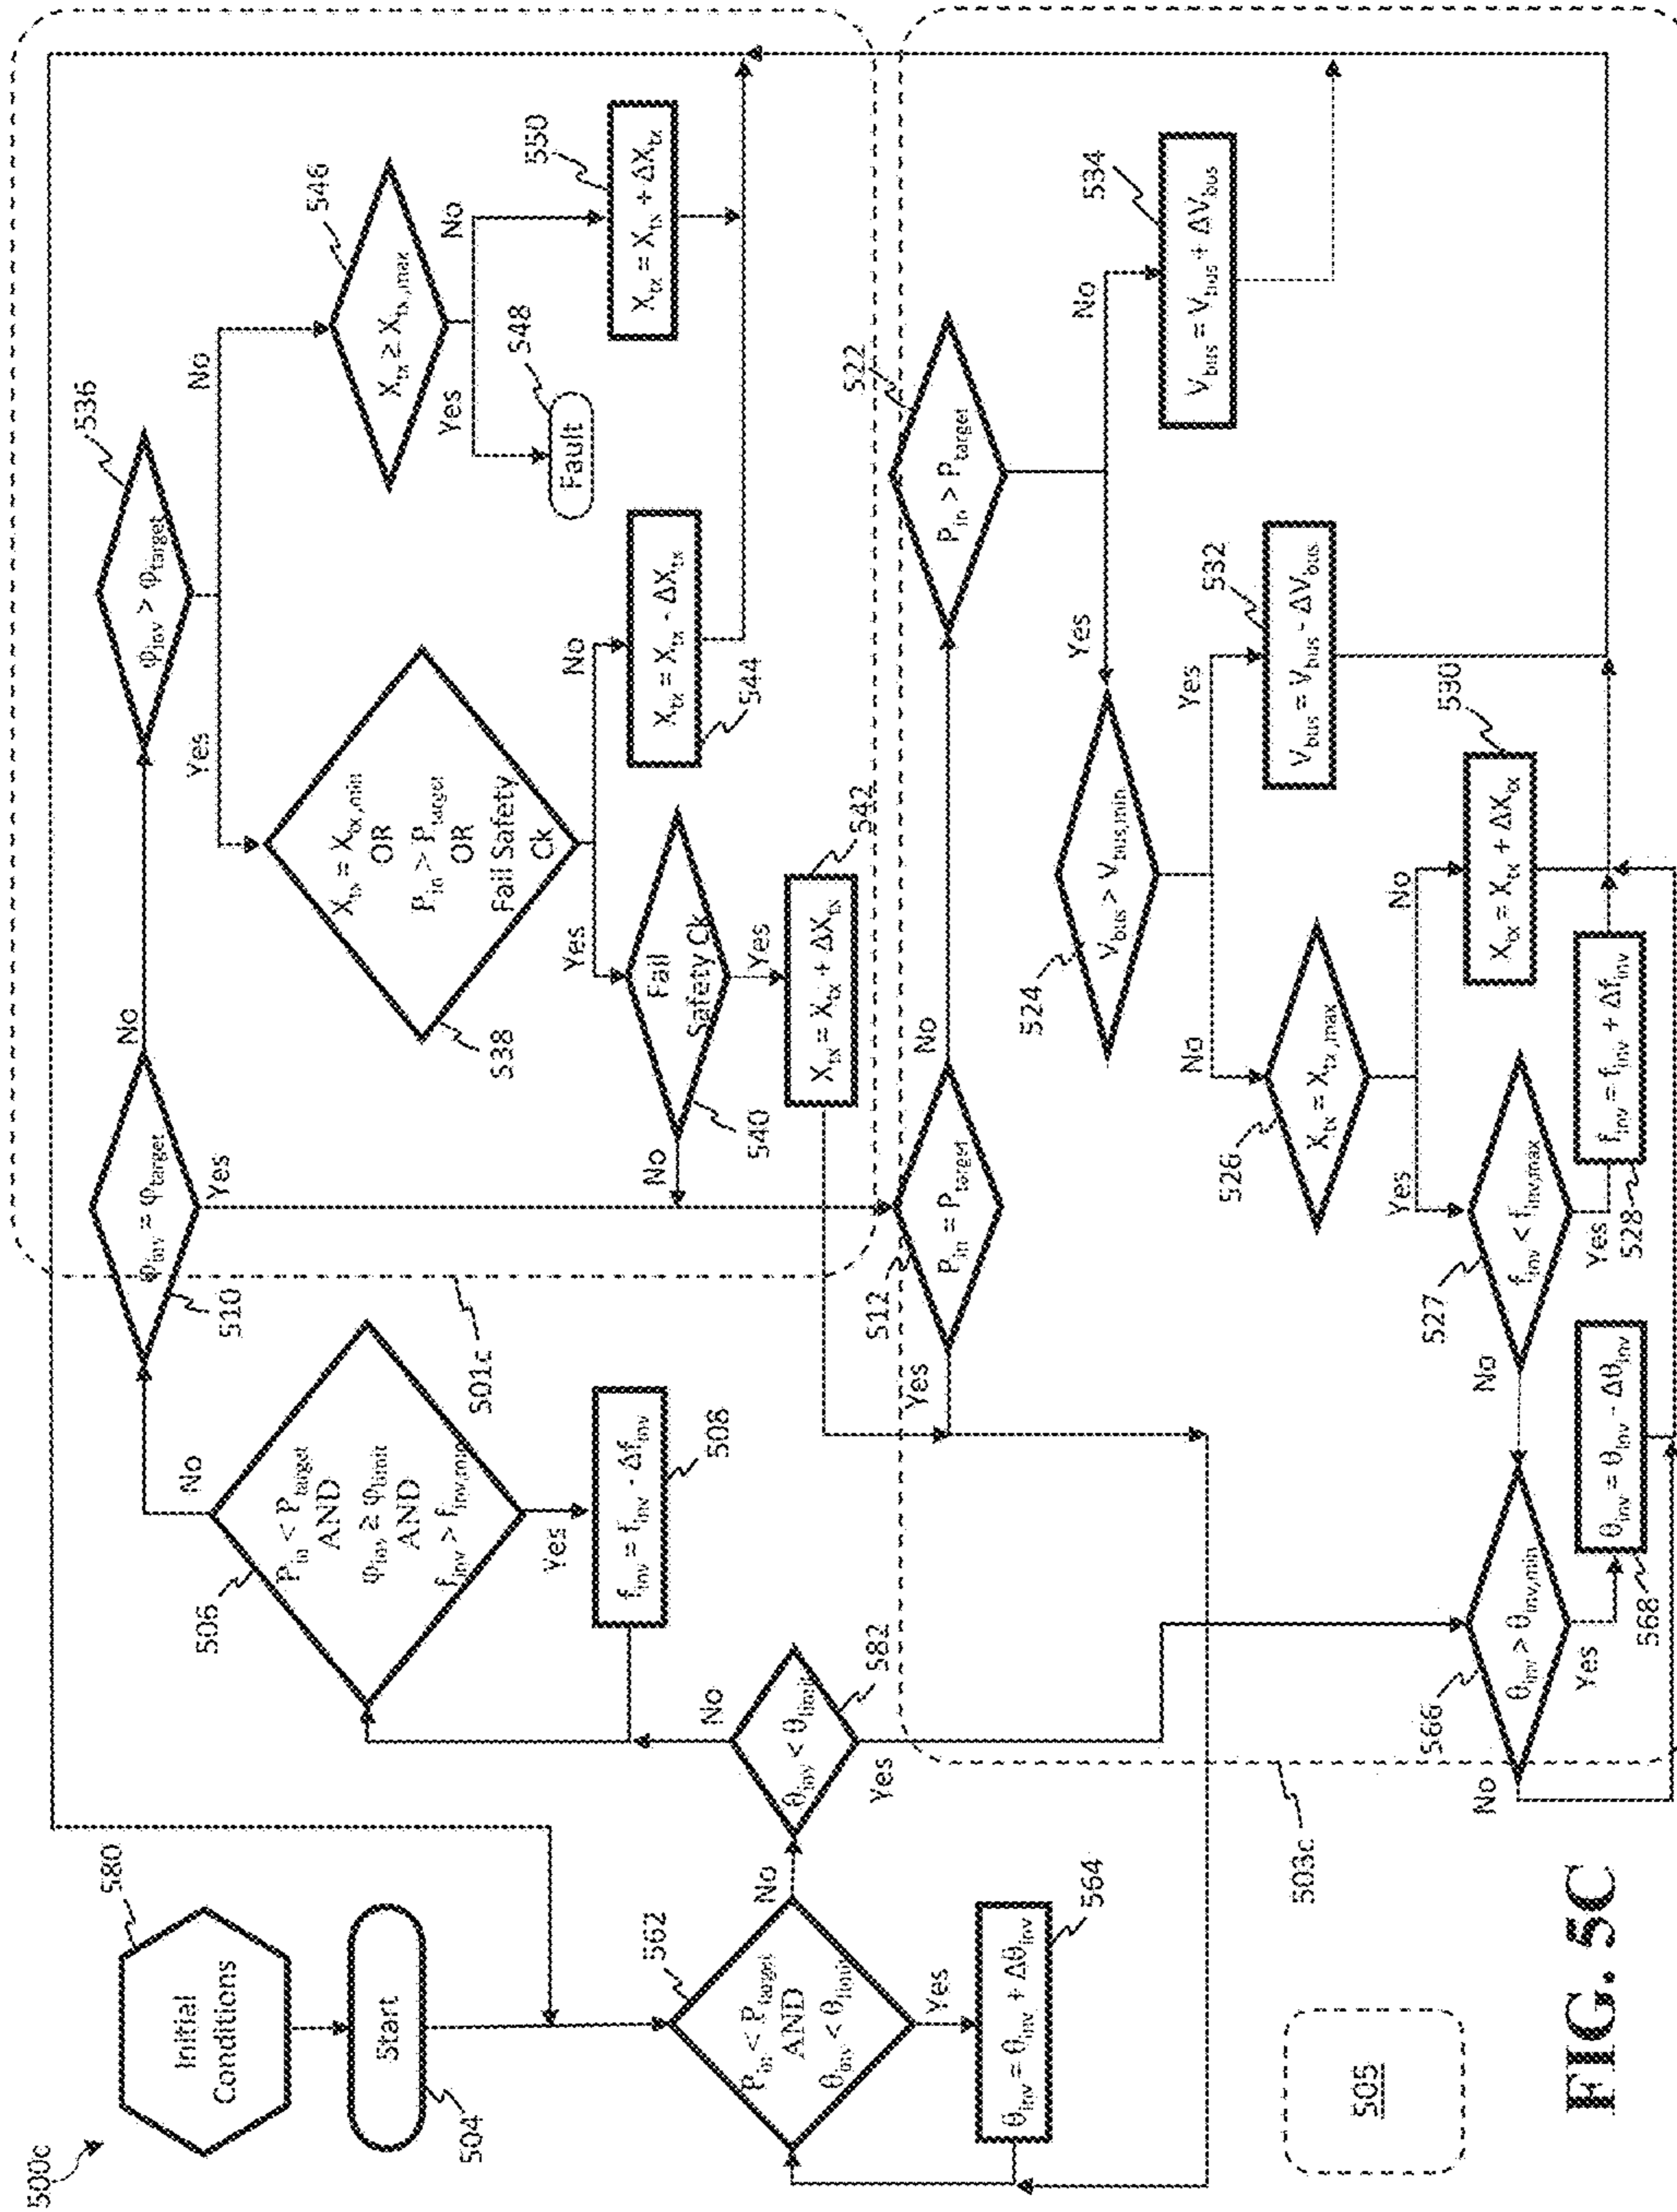 500c
580
Initial
Conditions
Start
504
562
P_in < P_target
AND
θ_inv < θ_limit
No
Yes
θ_inv = θ_inv + Δθ_inv
564
θ_inv < θ_limit
582
No
Yes
506
P_in < P_target
AND
φ_inv ≥ φ_limit
AND
f_inv > f_inv,min
No
Yes
f_inv = f_inv - Δf_inv
508
501c
φ_inv = φ_target
510
No
Yes
φ_inv > φ_target
536
Yes
No
X_tx = X_tx,min
OR
P_in > P_target
OR
Fail Safety
Ck
538
Yes
No
Fail
Safety Ck
540
No
Yes
X_tx = X_tx + ΔX_tx
542
X_tx = X_tx - ΔX_tx
544
X_tx ≥ X_tx,max
546
Yes
No
Fault
548
X_tx = X_tx + ΔX_tx
550
512
P_in = P_target
Yes
No
P_in > P_target
522
Yes
No
V_bus = V_bus + ΔV_bus
534
V_bus > V_bus,min
524
No
Yes
V_bus = V_bus - ΔV_bus
532
X_tx = X_tx,max
526
Yes
No
X_tx = X_tx + ΔX_tx
530
f_inv < f_inv,max
527
No
Yes
f_inv = f_inv + Δf_inv
528
θ_inv > θ_inv,min
566
No
Yes
θ_inv = θ_inv - Δθ_inv
568
503c
505
FIG. 5C